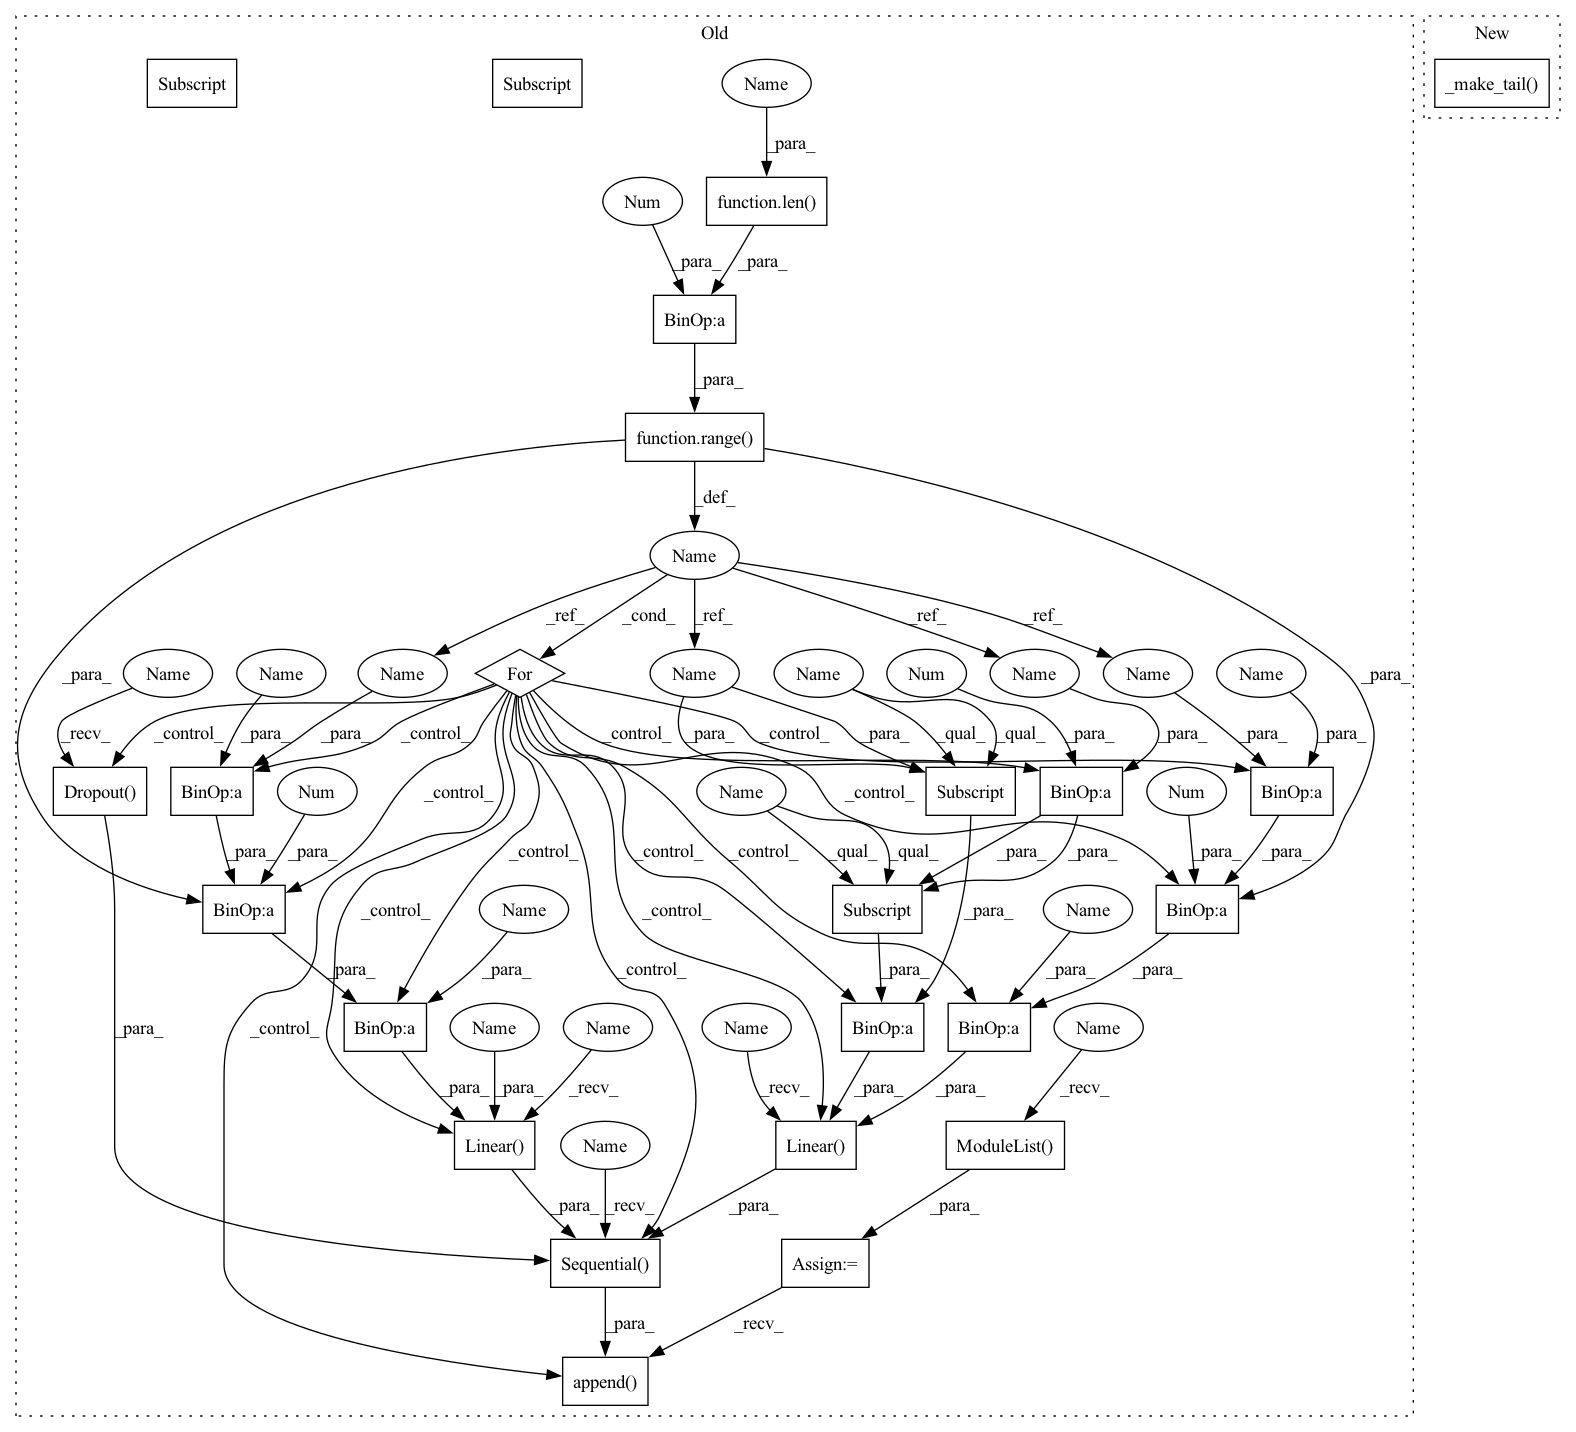 Old
New
Subscript
Subscript
Name
_make_tail()
_para_
Num
function.len()
_para_
_para_
BinOp:a
_para_
function.range()
_def_
Name
_ref_
_cond_
_ref_
_ref_
_ref_
_para_
_para_
Name
Name
Name
For
Name
Name
Num
Name
Name
Name
_recv_
_control_
_para_
_para_
_control_
_control_
_para_
_control_
_para_
_qual_
_qual_
_para_
_para_
_para_
_para_
Dropout()
BinOp:a
Num
Name
Subscript
BinOp:a
Num
BinOp:a
_control_
_control_
_para_
_para_
_control_
_control_
_control_
_qual_
_qual_
_para_
_para_
_para_
_para_
BinOp:a
Name
Subscript
Name
BinOp:a
_control_
_control_
_para_
_para_
_para_
_para_
_para_
_para_
_control_
BinOp:a
Name
Name
Name
BinOp:a
BinOp:a
Name
_para_
_control_
_para_
_para_
_recv_
_recv_
_para_
_para_
_recv_
Linear()
Name
Linear()
ModuleList()
_para_
_recv_
_para_
_para_
Sequential()
Assign:=
_para_
_recv_
append()